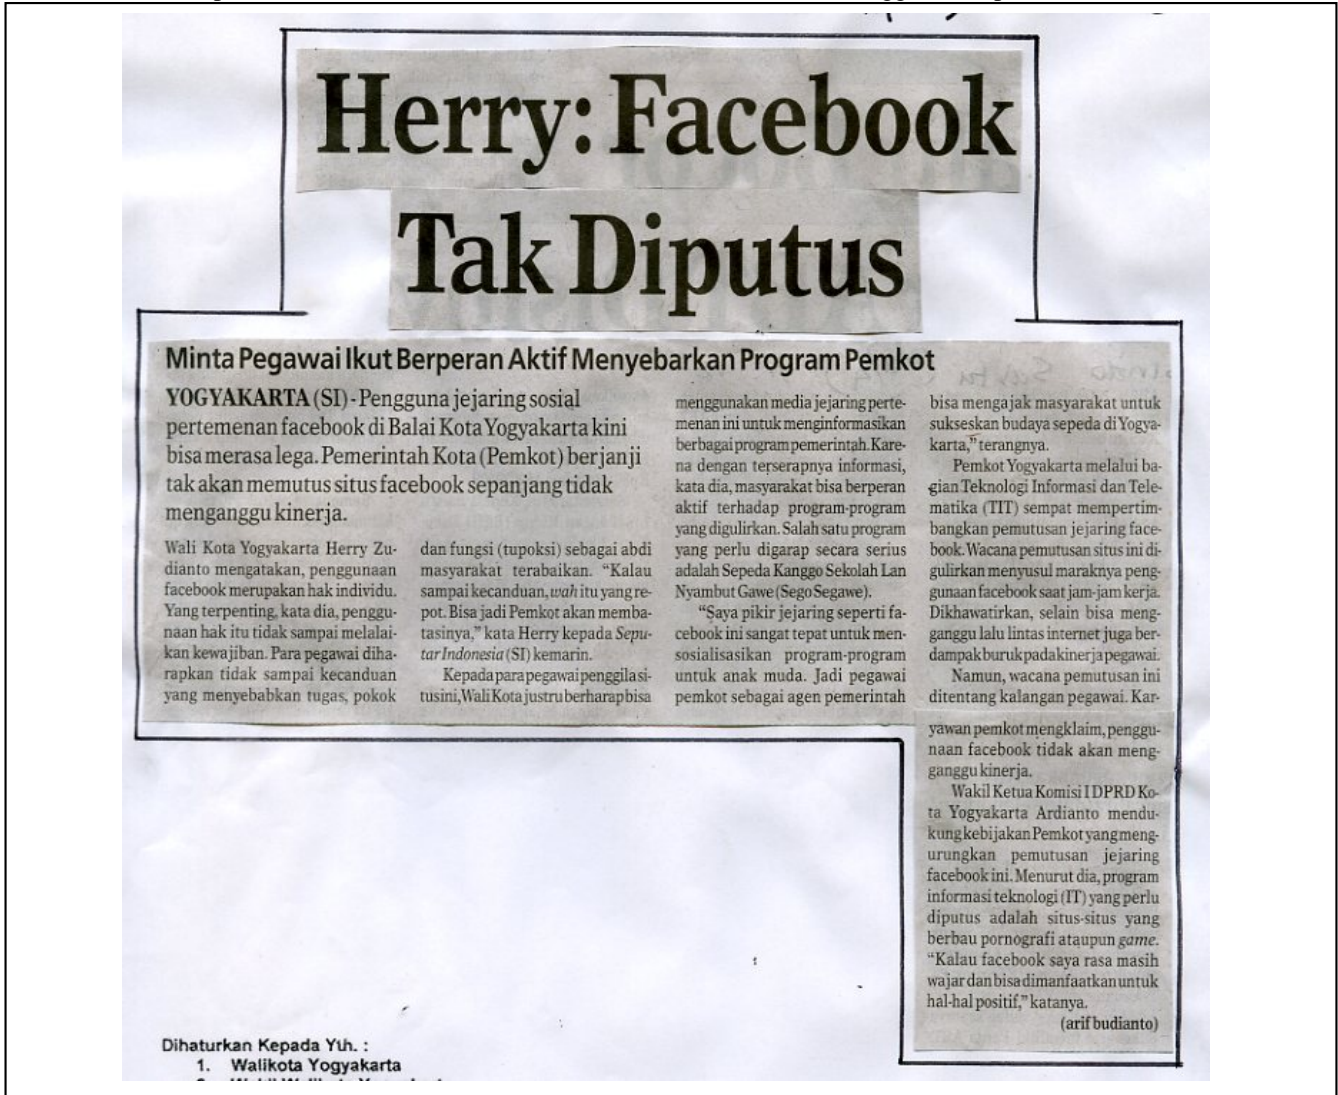 Herry: Facebook
Tak Diputus
Minta Pegawai Ikut Berperan Aktif Menyebarkan Program Pemkot
YOGYAKARTA (SI) - Pengguna jejaring sosial
pertemenan facebook di Balai Kota Yogyakarta kini
bisa merasa lega. Pemerintah Kota (Pemkot) berjanji
tak akan memutus situs facebook sepanjang tidak
menganggu kinerja.
Wali Kota Yogyakarta Herry Zu-
dianto mengatakan, penggunaan
facebook merupakan hak individu.
Yang terpenting, kata dia, penggu-
naan hak itu tidak sampai melalai-
kan kewajiban. Para pegawai diha-
rapkan tidak sampai kecanduan
yang menyebabkan tugas, pokok
dan fungsi (tupoksi) sebagai abdi
masyarakat terabaikan. “Kalau
sampai kecanduan, wah itu yang re-
pot. Bisa jadi Pemkot akan memba-
tasinya,” kata Herry kepada Sepu-
tar Indonesia (SI) kemarin.
Kepada para pegawai penggila si-
tus ini, Wali Kota justru berharap bisa
menggunakan media jejaring perte-
menan ini untuk menginformasikan
berbagai program pemerintah. Kare-
na dengan terserapnya informasi,
kata dia, masyarakat bisa berperan
aktif terhadap program-program
yang digulirkan. Salah satu program
yang perlu digarap secara serius
adalah Sepeda Kanggo Sekolah Lan
Nyambut Gawe (Sego Segawe).
“Saya pikir jejaring seperti fa-
cebook ini sangat tepat untuk men-
sosialisasikan program-program
untuk anak muda. Jadi pegawai
pemkot sebagai agen pemerintah
bisa mengajak masyarakat untuk
sukseskan budaya sepeda di Yogya-
karta,” terangnya.
Pemkot Yogyakarta melalui ba-
gian Teknologi Informasi dan Tele-
matika (TIT) sempat mempertim-
bangkan pemutusan jejaring face-
book. Wacana pemutusan situs ini di-
gulirkan menyusul maraknya peng-
gunaan facebook saat jam-jam kerja.
Dikhawatirkan, selain bisa meng-
ganggu lalu lintas internet juga ber-
dampak buruk pada kinerja pegawai.
Namun, wacana pemutusan ini
ditentang kalangan pegawai. Kar-
yawan pemkot mengklaim, penggu-
naan facebook tidak akan meng-
ganggu kinerja.
Wakil Ketua Komisi I DPRD Ko-
ta Yogyakarta Ardianto mendu-
kung kebijakan Pemkot yang meng-
urungkan pemutusan jejaring
facebook ini. Menurut dia, program
informasi teknologi (IT) yang perlu
diputus adalah situs-situs yang
berbau pornografi ataupun game.
“Kalau facebook saya rasa masih
wajar dan bisa dimanfaatkan untuk
hal-hal positif,” katanya.
(arif budianto)
Dihaturkan Kepada Yth. :
1. Walikota Yogyakarta